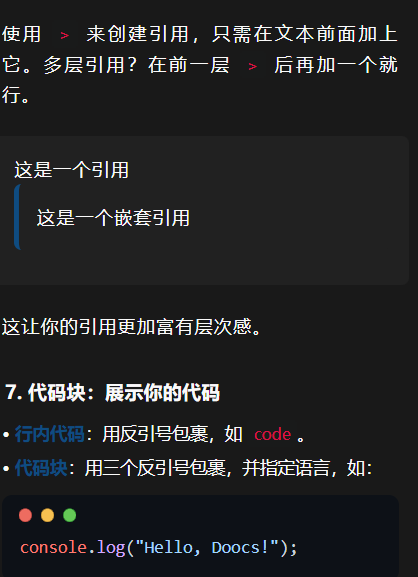 使用 > 来创建引用，只需在文本前面加上
它。多层引用？在前一层 > 后再加一个就
行。
这是一个引用
这是一个嵌套引用
这让你的引用更加富有层次感。
7. 代码块：展示你的代码
• 行内代码：用反引号包裹，如 code 。
• 代码块：用三个反引号包裹，并指定语言，如：
console.log("Hello, Doocs!");